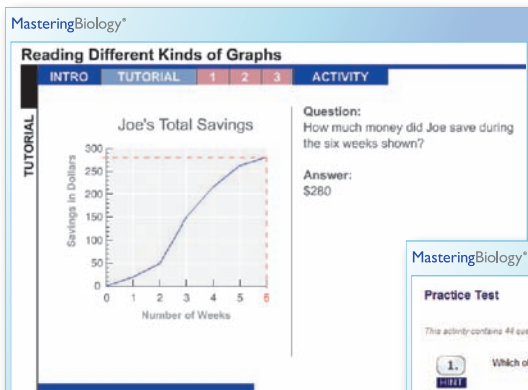 MasteringBiology®
Reading Different Kinds of Graphs
INTRO TUTORIAL 1 2 3 ACTIVITY
TUTORIAL
Joe's Total Savings
Savings in Dollars
300
250
200
150
100
50
0
0 1 2 3 4 5 6
Number of Weeks
Question:
How much money did Joe save during
the six weeks shown?
Answer:
$280
MasteringBiology®
Practice Test
This activity contains 44
1.
HINT
Which